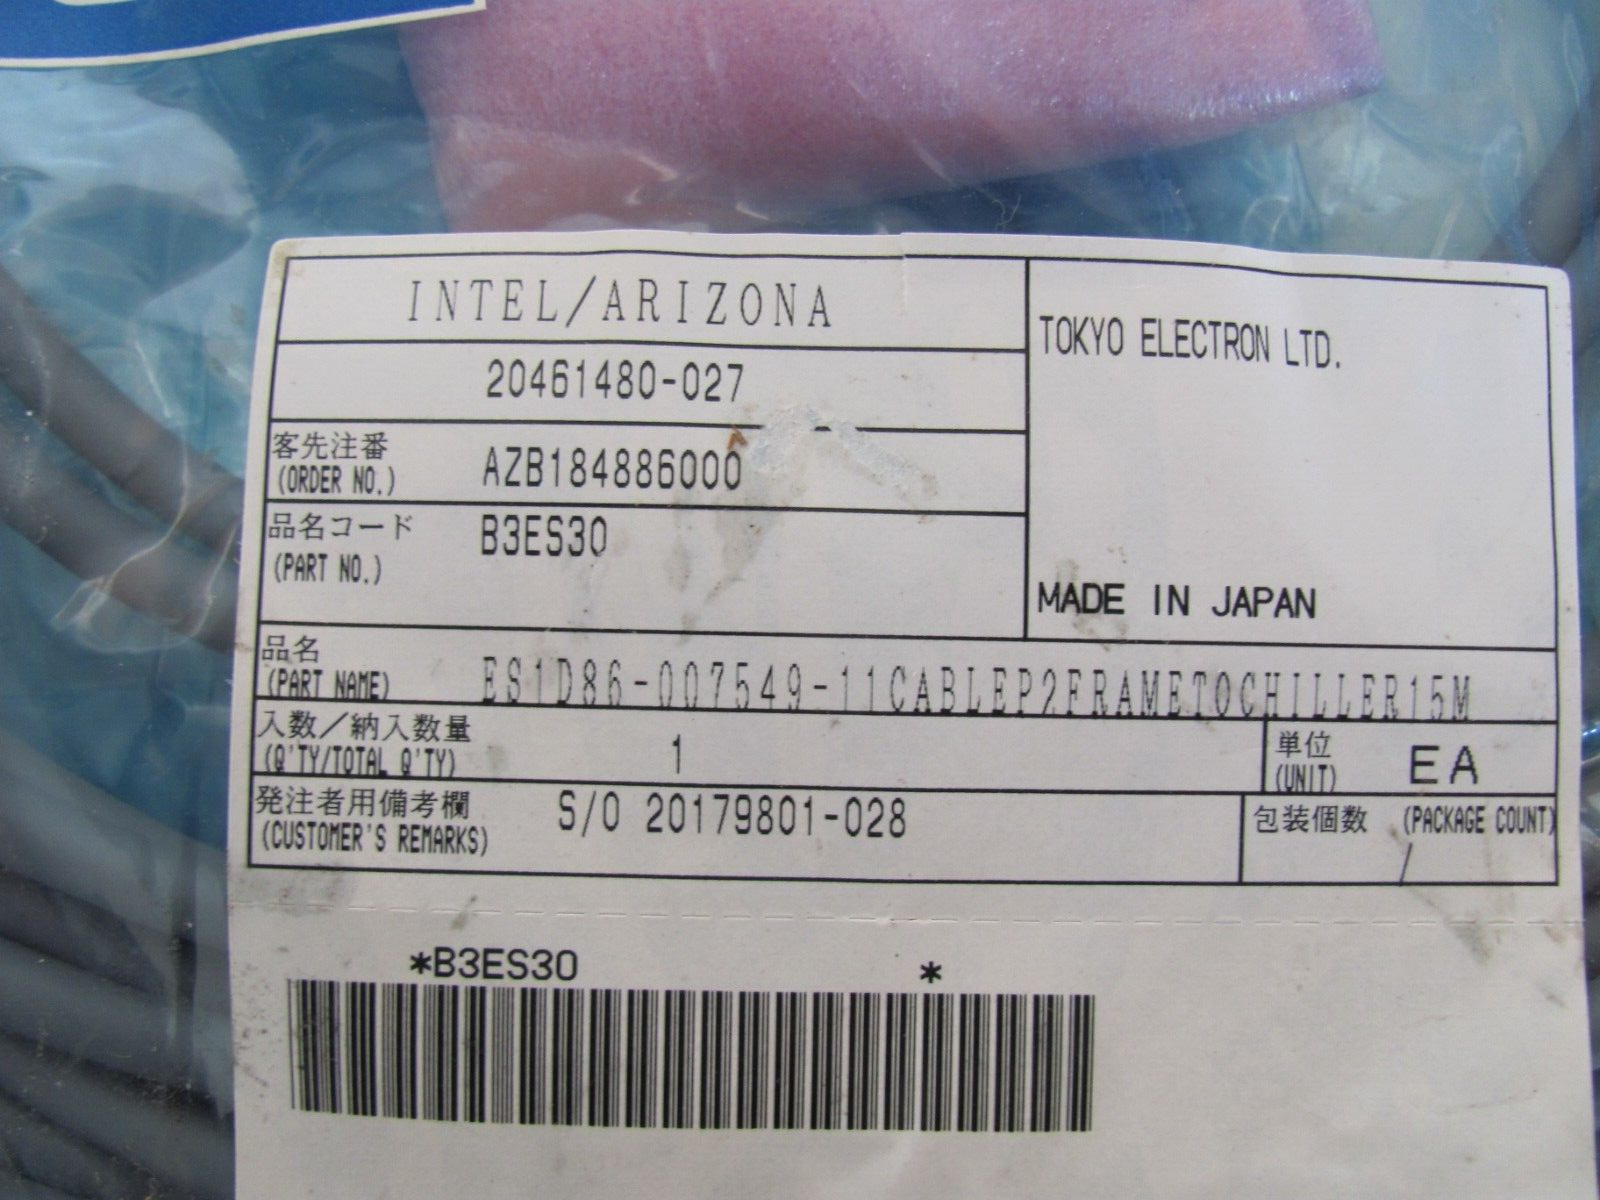 INTEL/ARIZONA
TOKYO ELECTRON LTD.
20461480-027
客先注番
(ORDER NO.)
AZB184886000
品名コード
(PART NO.)
B3ES30
MADE IN JAPAN
品名
(PART NAME)
ES1D86-007549-11CABLEP2FRAMETOCHILLER15M
入数/納入数量
(Q'TY/TOTAL Q'TY)
1
単位
(UNIT)
EA
発注者用備考欄
(CUSTOMER'S REMARKS)
S/O 20179801-028
包装個数 (PACKAGE COUNT)
/
*B3ES30 *